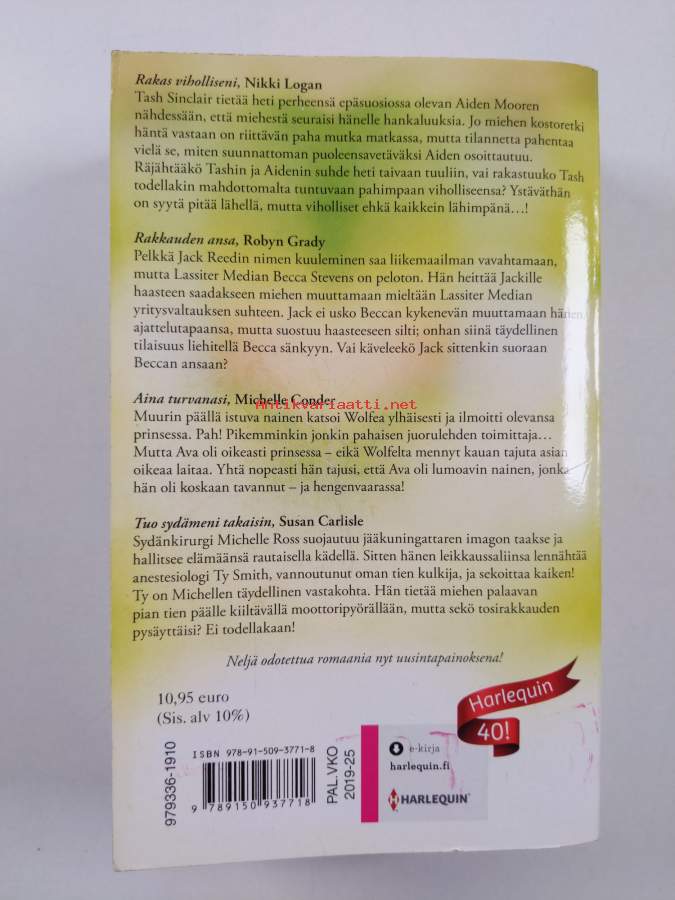 Rakas viholliseni, Nikki Logan
Tash Sinclair tietää heti perheensä epäsuosiossa olevan Aiden Mooren
nähdessään, että miehestä seuraisi hänelle hankaluuksia. Jo miehen kostoretki
häntä vastaan on riittävän paha mutka matkassa, mutta tilannetta pahentaa
vielä se, miten suunnattoman puoleensavetäväksi Aiden osoittautuu.
Räjähtääkö Tashin ja Aidenin suhde heti taivaan tuuliin, vai rakastuuko Tash
todellakin mahdottomalta tuntuvaan pahimpaan viholliseensa? Ystäväthän
on syytä pitää lähellä, mutta viholliset ehkä kaikkein lähimpänä…!
Rakkauden ansa, Robyn Grady
Pelkkä Jack Reedin nimen kuuleminen saa liikemaailman vavahtamaan,
mutta Lassiter Median Becca Stevens on peloton. Hän heittää Jackille
haasteen saadakseen miehen muuttamaan mieltään Lassiter Median
yritysvaltauksen suhteen. Jack ei usko Beccan kykenevän muuttamaan hänen
ajattelutapaansa, mutta suostuu haasteeseen silti; onhan siinä täydellinen
tilaisuus liehitellä Becca sänkyyn. Vai käveleekö Jack sittenkin suoraan
Beccan ansaan?
Aina turvanasi, Michelle Conder
Antikvariaatti.net
Muurin päällä istuva nainen katsoi Wolfea ylhäisesti ja ilmoitti olevansa
prinsessa. Pah! Pikemminkin jonkin pahaisen juorulehden toimittaja…
Mutta Ava oli oikeasti prinsessa – eikä Wolfelta mennyt kauan tajuta asian
oikeaa laitaa. Yhtä nopeasti hän tajusi, että Ava oli lumoavin nainen, jonka
hän oli koskaan tavannut – ja hengenvaarassa!
Tuo sydämeni takaisin, Susan Carlisle
Sydänkirurgi Michelle Ross suojautuu jääkuningattaren imagon taakse ja
hallitsee elämäänsä rautaisella kädellä. Sitten hänen leikkaussaliinsa lennähtää
anestesiologi Ty Smith, vannoutunut oman tien kulkija, ja sekoittaa kaiken!
Ty on Michellen täydellinen vastakohta. Hän tietää miehen palaavan
pian tien päälle kiiltävällä moottoripyörällään, mutta sekö tosirakkauden
pysäyttäisi? Ei todellakaan!
Neljä odotettua romaania nyt uusintapainoksena!
10,95 euro
(Sis. alv 10%)
Harlequin
40!
979336-1910
ISBN 978-91-509-3771-8
9 789150 937718
PAL.VKO
2019-25
e-kirja
harlequin.fi
HARLEQUIN